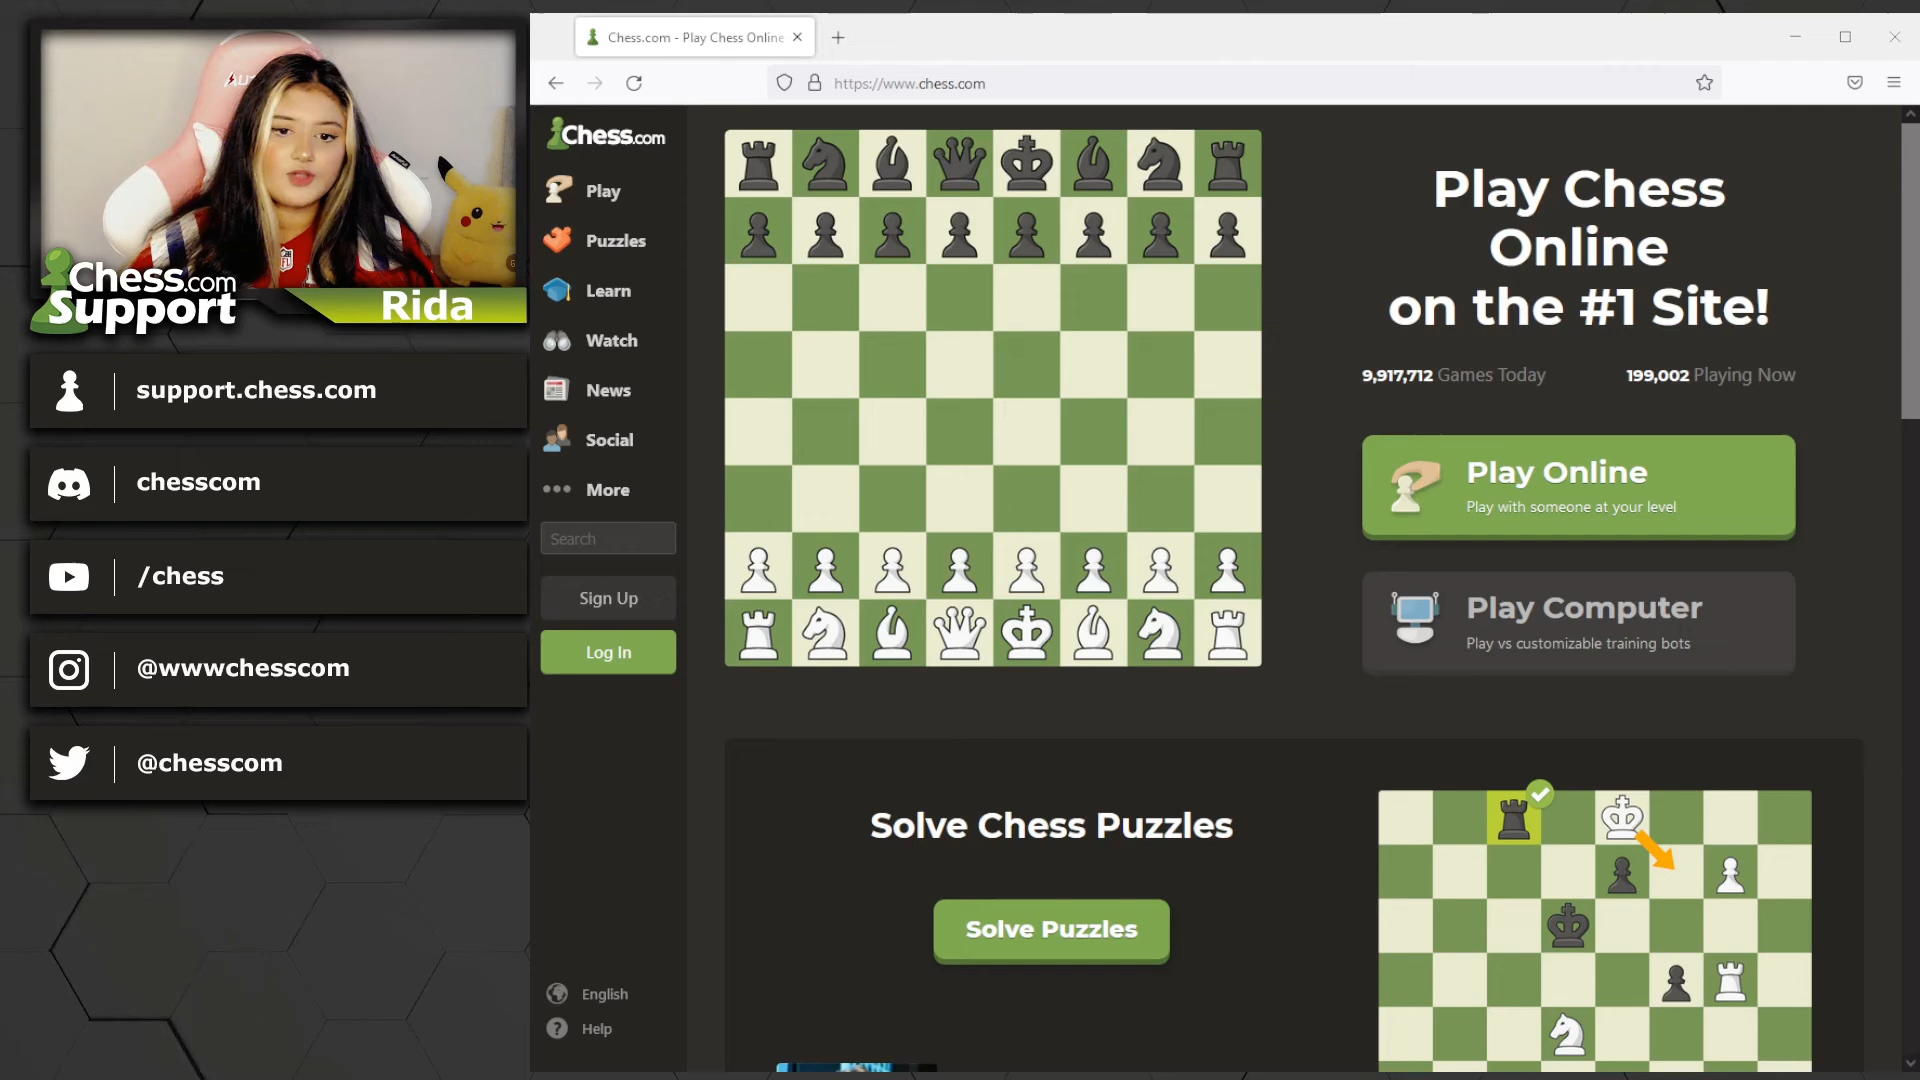 Chess.com
Support
Rida
support.chess.com
chesscom
/chess
@wwwchesscom
@chesscom
Chess.com - Play Chess Online
https://www.chess.com
Chess.com
Play
Puzzles
Learn
Watch
News
Social
More
Search
Sign Up
Log In
English
Help
Play Chess
Online
on the #1 Site!
9,917,712 Games Today
199,002 Playing Now
Play Online
Play with someone at your level
Play Computer
Play vs customizable training bots
Solve Chess Puzzles
Solve Puzzles
NFL